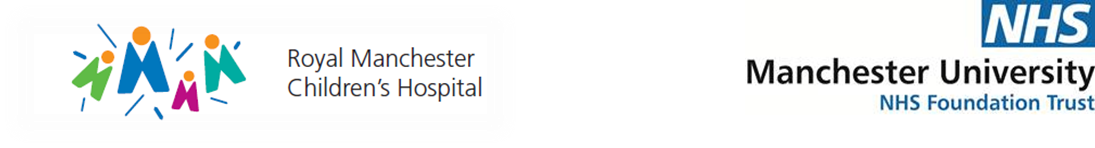 Royal Manchester
Children's Hospital
NHS
Manchester University
NHS Foundation Trust